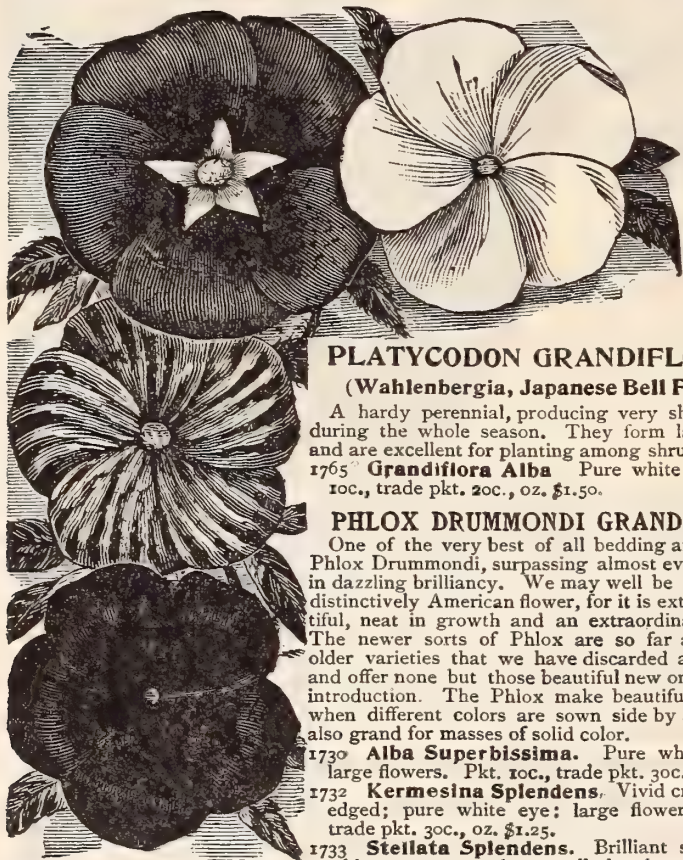 PLATYCODON GRANDIFL
(Wahlenbergia, Japanese Bell F
A hardy perennial, producing very sh
during the whole season. They form la
and are excellent for planting among shru
1765 Grandiflora Alba Pure white
10c., trade pkt. 20c., oz. $1.50.
PHLOX DRUMMONDI GRAND
One of the very best of all bedding a
Phlox Drummondi, surpassing almost ev
in dazzling brilliancy. We may well be
distinctively American flower, for it is ext
tiful, neat in growth and an extraordina
The newer sorts of Phlox are so far a
older varieties that we have discarded a
and offer none but those beautiful new or
introduction. The Phlox make beautifu
when different colors are sown side by
also grand for masses of solid color.
1730 Alba Superbissima. Pure wh
large flowers. Pkt. 10c., trade pkt. 30c.
1732 Kermesina Splendens, Vivid cr
edged; pure white eye; large flower
trade pkt. 30c., oz. $1.25.
1733 Stellata Splendens. Brilliant s